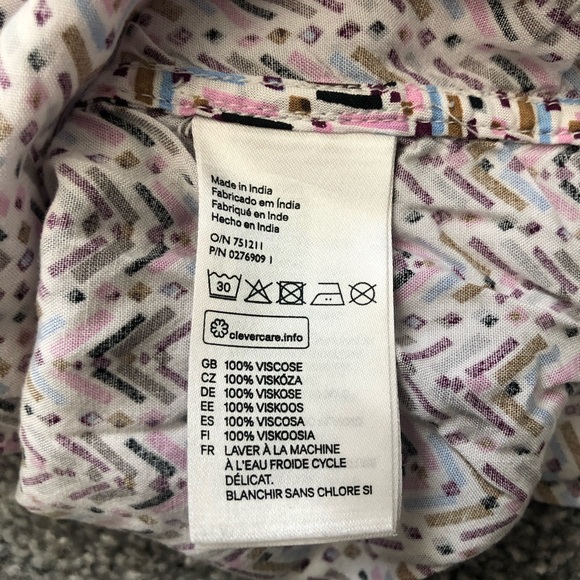 Made in India
Fabricado em Índia
Fabriqué en Inde
Hecho en India
O/N 751211
P/N 0276909 1
30
clevercare.info
GB 100% VISCOSE
CZ 100% VISKÓZA
DE 100% VISKOSE
EE 100% VISKOOS
ES 100% VISCOSA
FI 100% VISKOOSIA
FR LAVER À LA MACHINE
À L'EAU FROIDE CYCLE
DÉLICAT.
BLANCHIR SANS CHLORE SI